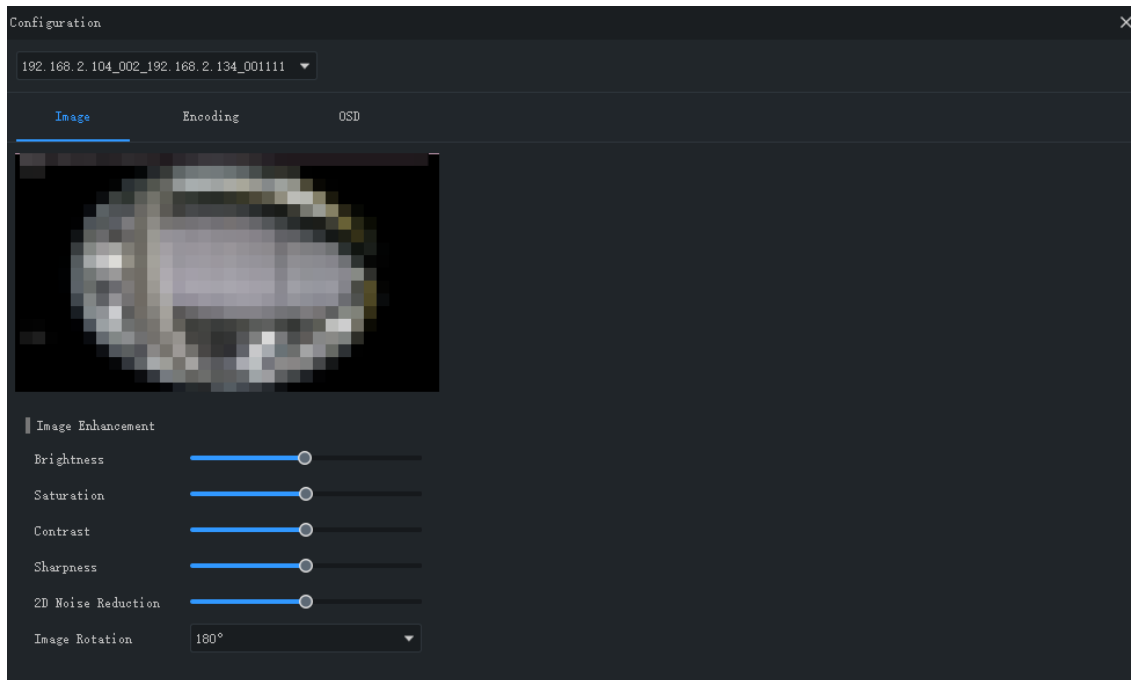 Configuration
192.168.2.104_002_192.168.2.134_001111
Image Encoding OSD
Image Enhancement
Brightness
Saturation
Contrast
Sharpness
2D Noise Reduction
Image Rotation 180°